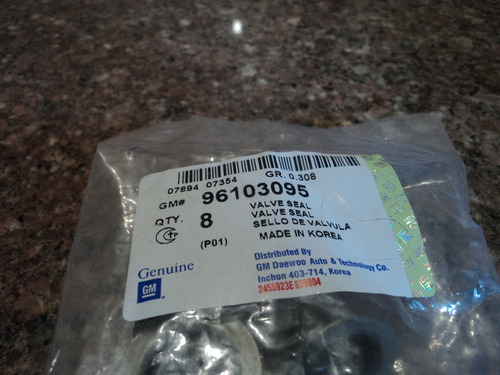 07894 07354 GR. 0.308
GM# 96103095
QTY. 8
VALVE SEAL
VALVE SEAL
SELLO DE VALVULA
(P01) MADE IN KOREA
Genuine
GM
Distributed By
GM Daewoo Auto & Technology Co.
Inchon 403-714, Korea
2455923E